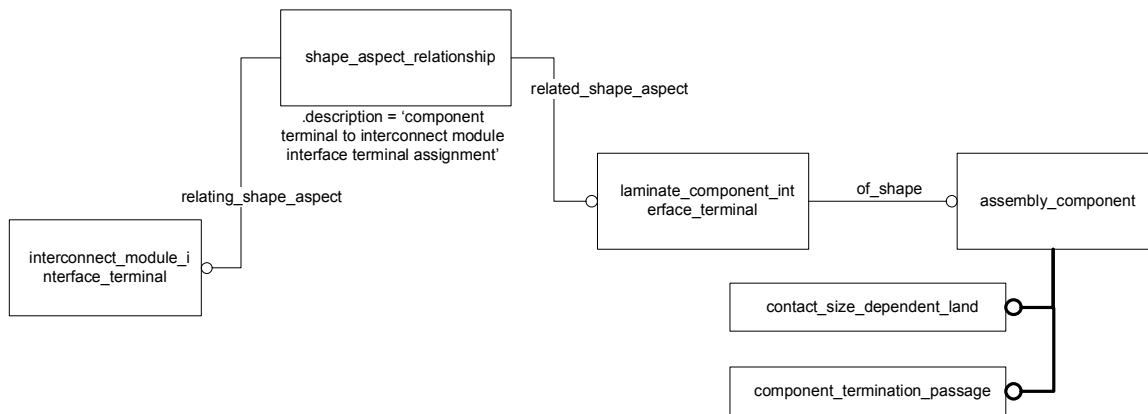 shape_aspect_relationship
.description = ‘component
terminal to interconnect module
interface terminal assignment’
related_shape_aspect
relating_shape_aspect
laminate_component_int
erface_terminal
of_shape
assembly_component
interconnect_module_i
nterface_terminal
contact_size_dependent_land
component_termination_passage